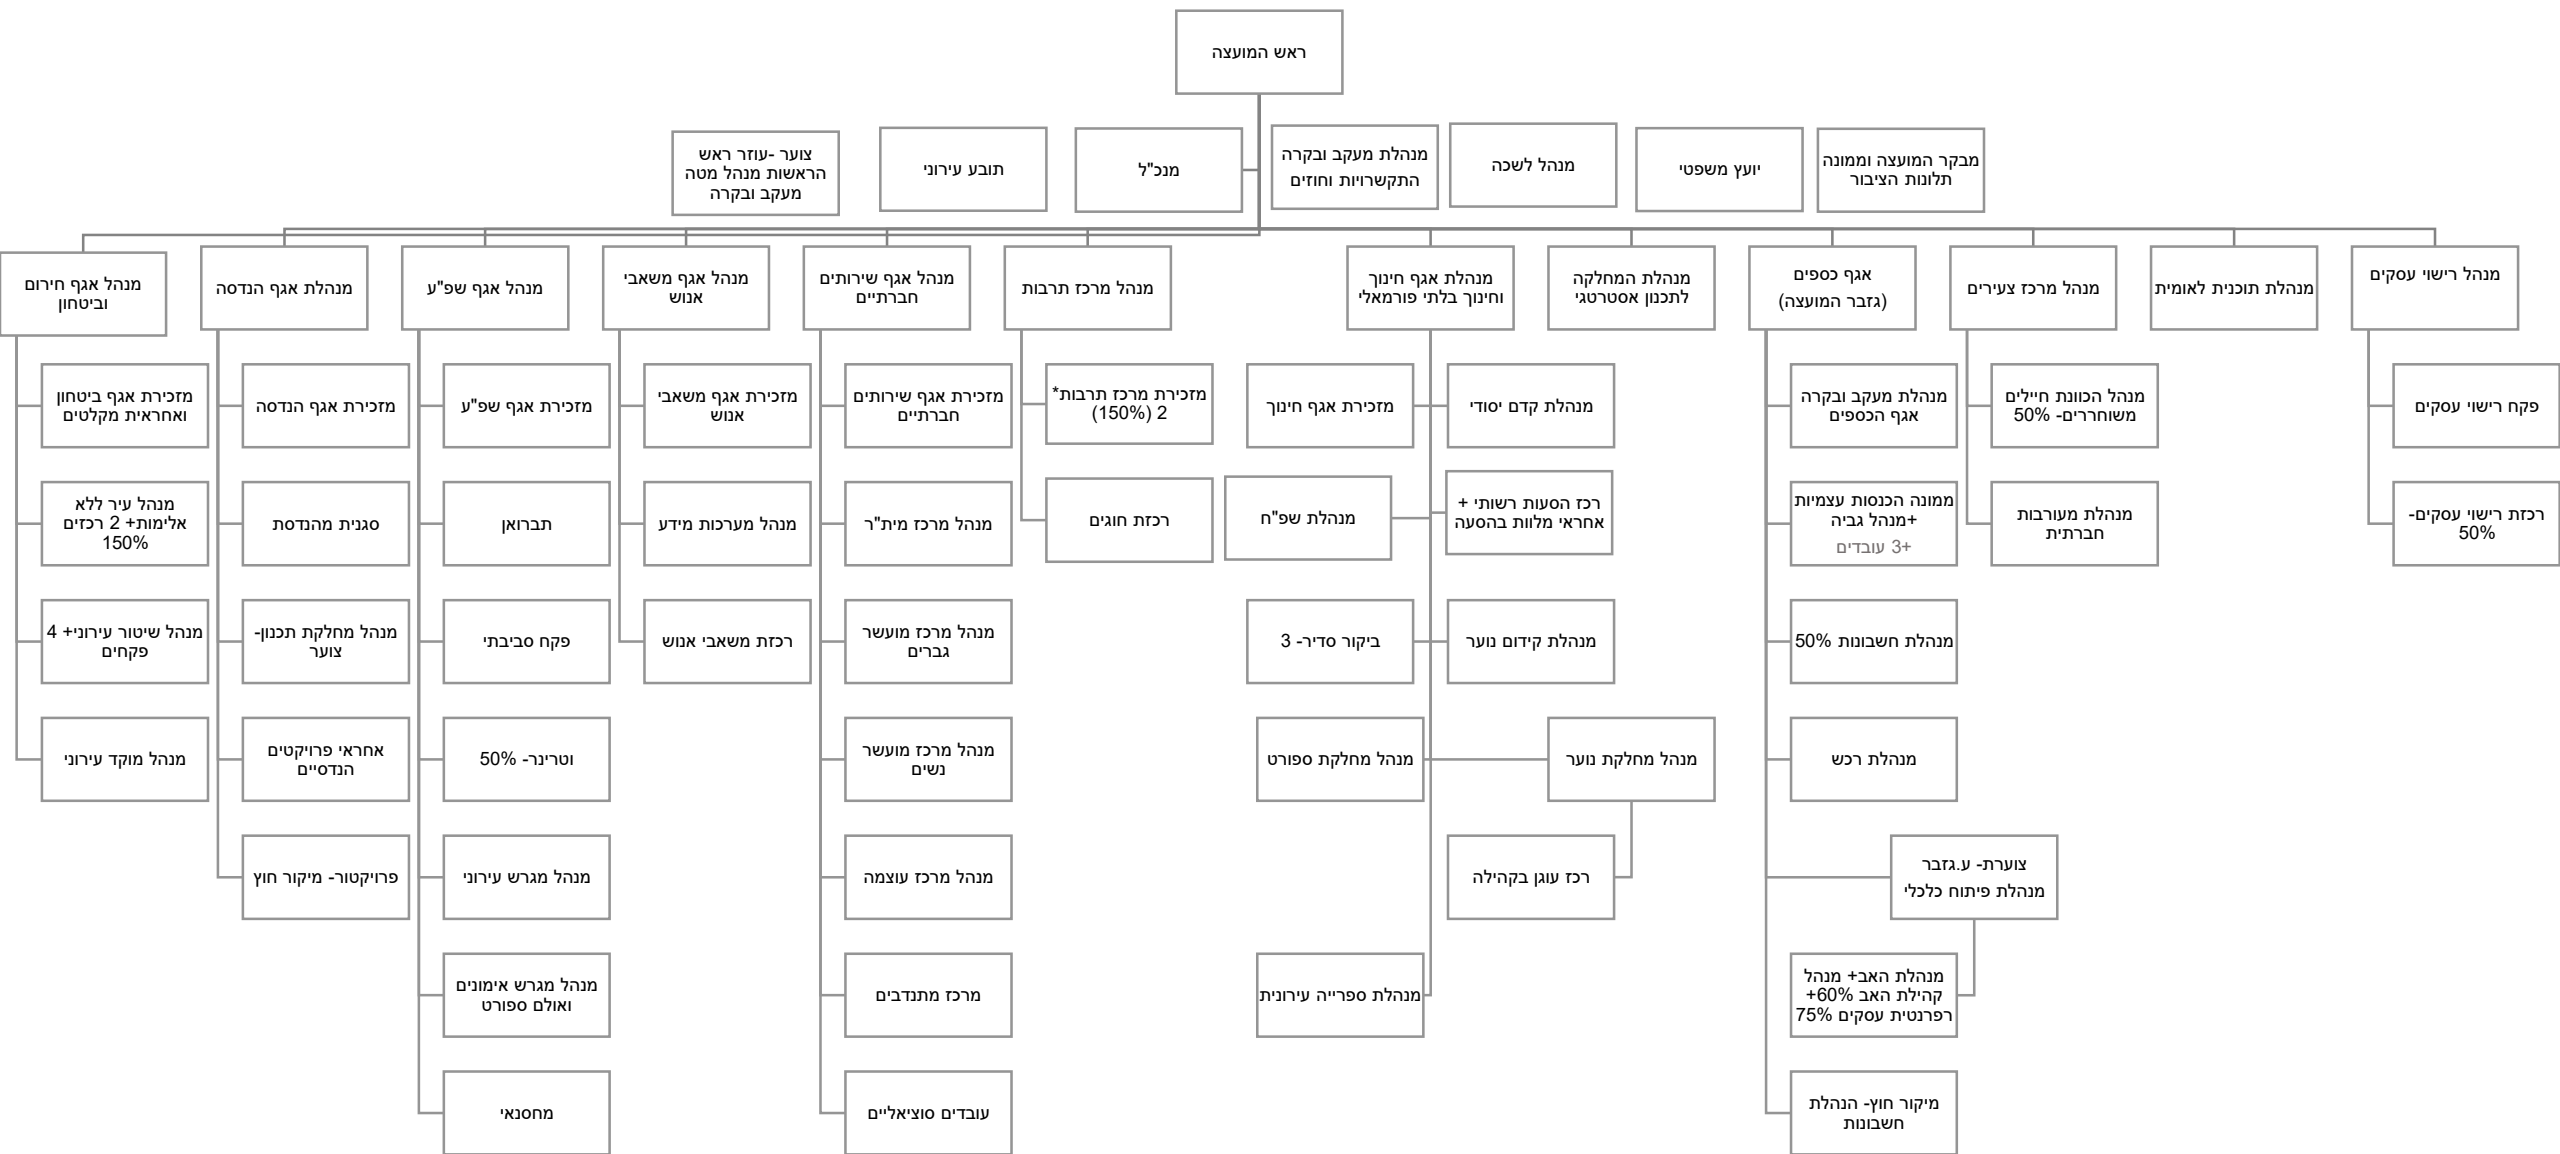 ראש המועצה
מבקר המועצה וממונה
תלונות הציבור
יועץ משפטי
מנהל לשכה
מנהלת מעקב ובקרה
התקשרויות וחוזים
מנכ"ל
תובע עירוני
צוער -עוזר ראש
הראשות מנהל מטה
מעקב ובקרה
מנהל רישוי עסקים
מנהלת תוכנית לאומית
מנהל מרכז צעירים
אגף כספים
(גזבר המועצה)
מנהלת המחלקה
לתכנון אסטרטגי
מנהלת אגף חינוך
וחינוך בלתי פורמאלי
מנהל מרכז תרבות
מנהל אגף שירותים
חברתיים
מנהל אגף משאבי
אנוש
מנהל אגף שפ"ע
מנהלת אגף הנדסה
מנהל אגף חירום
וביטחון
פקח רישוי עסקים
רכזת רישוי עסקים-
50%
מנהל הכוונת חיילים
משוחררים- 50%
מנהלת מעורבות
חברתית
מנהלת מעקב ובקרה
אגף הכספים
ממונה הכנסות עצמיות
+מנהל גביה
+3 עובדים
מנהלת חשבונות 50%
מנהלת רכש
צוערת- ע.גזבר
מנהלת פיתוח כלכלי
מנהלת האב+ מנהל
קהילת האב 60%+
רפרנטית עסקים 75%
מיקור חוץ- הנהלת
חשבונות
מנהלת קדם יסודי
מזכירת אגף חינוך
רכז הסעות רשותי +
אחראי מלוות בהסעה
מנהלת שפ"ח
מנהלת קידום נוער
ביקור סדיר- 3
מנהל מחלקת נוער
מנהל מחלקת ספורט
רכז עוגן בקהילה
מנהלת ספרייה עירונית
מזכירת מרכז תרבות*
2 (150%)
רכזת חוגים
מזכירת אגף שירותים
חברתיים
מנהל מרכז מית"ר
מנהל מרכז מועשר
גברים
מנהל מרכז מועשר
נשים
מנהל מרכז עוצמה
מרכז מתנדבים
עובדים סוציאליים
מזכירת אגף משאבי
אנוש
מנהל מערכות מידע
רכזת משאבי אנוש
מזכירת אגף שפ"ע
תברואן
פקח סביבתי
וטרינר- 50%
מנהל מגרש עירוני
מנהל מגרש אימונים
ואולם ספורט
מחסנאי
מזכירת אגף הנדסה
סגנית מהנדסת
מנהל מחלקת תכנון-
צוער
אחראי פרויקטים
הנדסיים
פרויקטור- מיקור חוץ
מזכירת אגף ביטחון
ואחראית מקלטים
מנהל עיר ללא
אלימות+ 2 רכזים
150%
מנהל שיטור עירוני+ 4
פקחים
מנהל מוקד עירוני